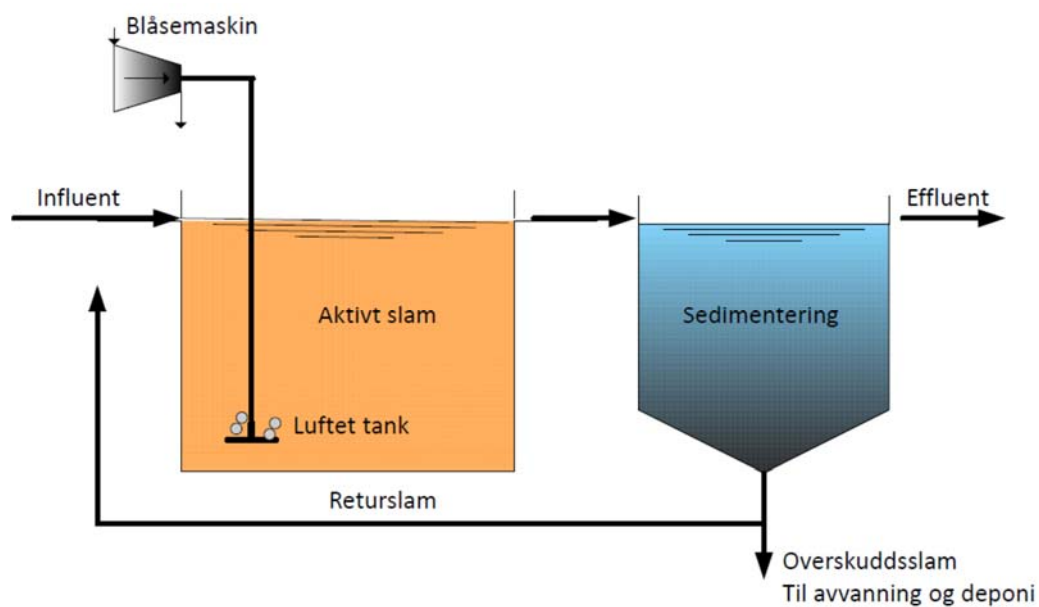 Blåsemaskin
Influent
Effluent
Aktivt slam
Sedimentering
Luftet tank
Returslam
Overskuddsslam
Til avvanning og deponi